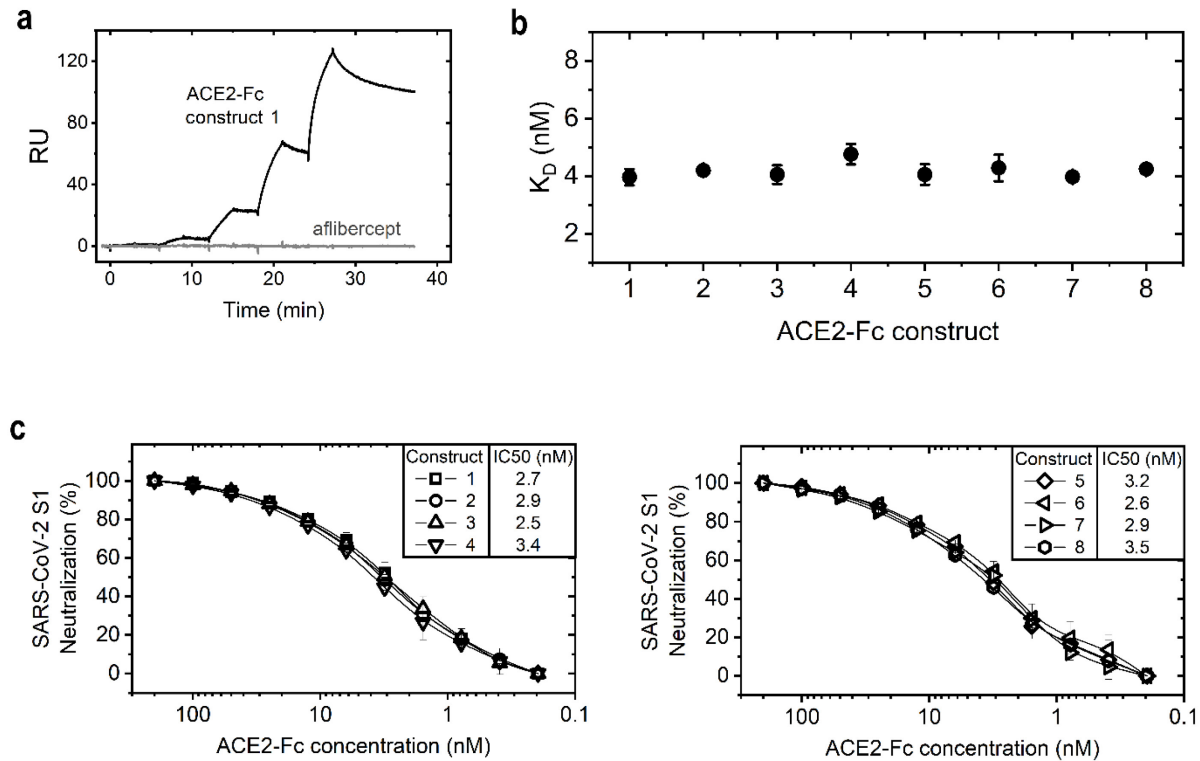 a
RU
120
80
40
0
ACE2-Fc
construct 1
aflibercept
0
10
20
30
40
Time (min)
b
K_D (nM)
8
6
4
2
1 2 3 4 5 6 7 8
ACE2-Fc construct
c
SARS-CoV-2 S1
Neutralization (%)
100
80
60
40
20
0
Construct IC50 (nM)
1 2.7
2 2.9
3 2.5
4 3.4
100 10 1 0.1
ACE2-Fc concentration (nM)
SARS-CoV-2 S1
Neutralization (%)
100
80
60
40
20
0
Construct IC50 (nM)
5 3.2
6 2.6
7 2.9
8 3.5
100 10 1 0.1
ACE2-Fc concentration (nM)